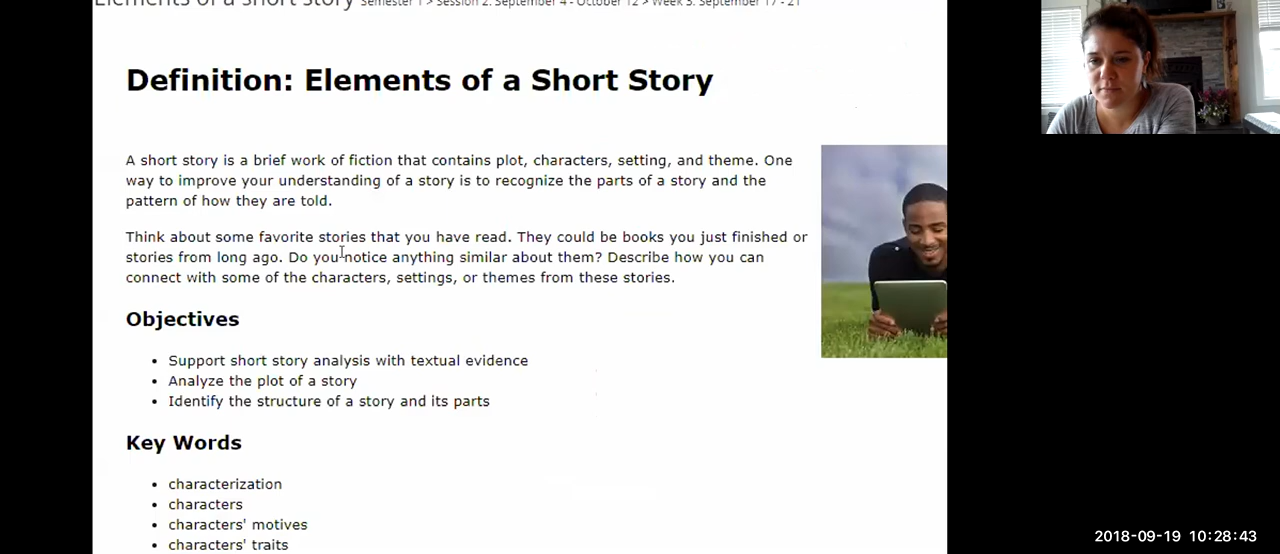 Elements of a short story Semester 1 > Session 2: September 4 - October 12 > Week 3: September 17 - 21
Definition: Elements of a Short Story
A short story is a brief work of fiction that contains plot, characters, setting, and theme. One
way to improve your understanding of a story is to recognize the parts of a story and the
pattern of how they are told.
Think about some favorite stories that you have read. They could be books you just finished or
stories from long ago. Do you notice anything similar about them? Describe how you can
connect with some of the characters, settings, or themes from these stories.
Objectives
• Support short story analysis with textual evidence
• Analyze the plot of a story
• Identify the structure of a story and its parts
Key Words
• characterization
• characters
• characters' motives
• characters' traits
2018-09-19 10:28:43